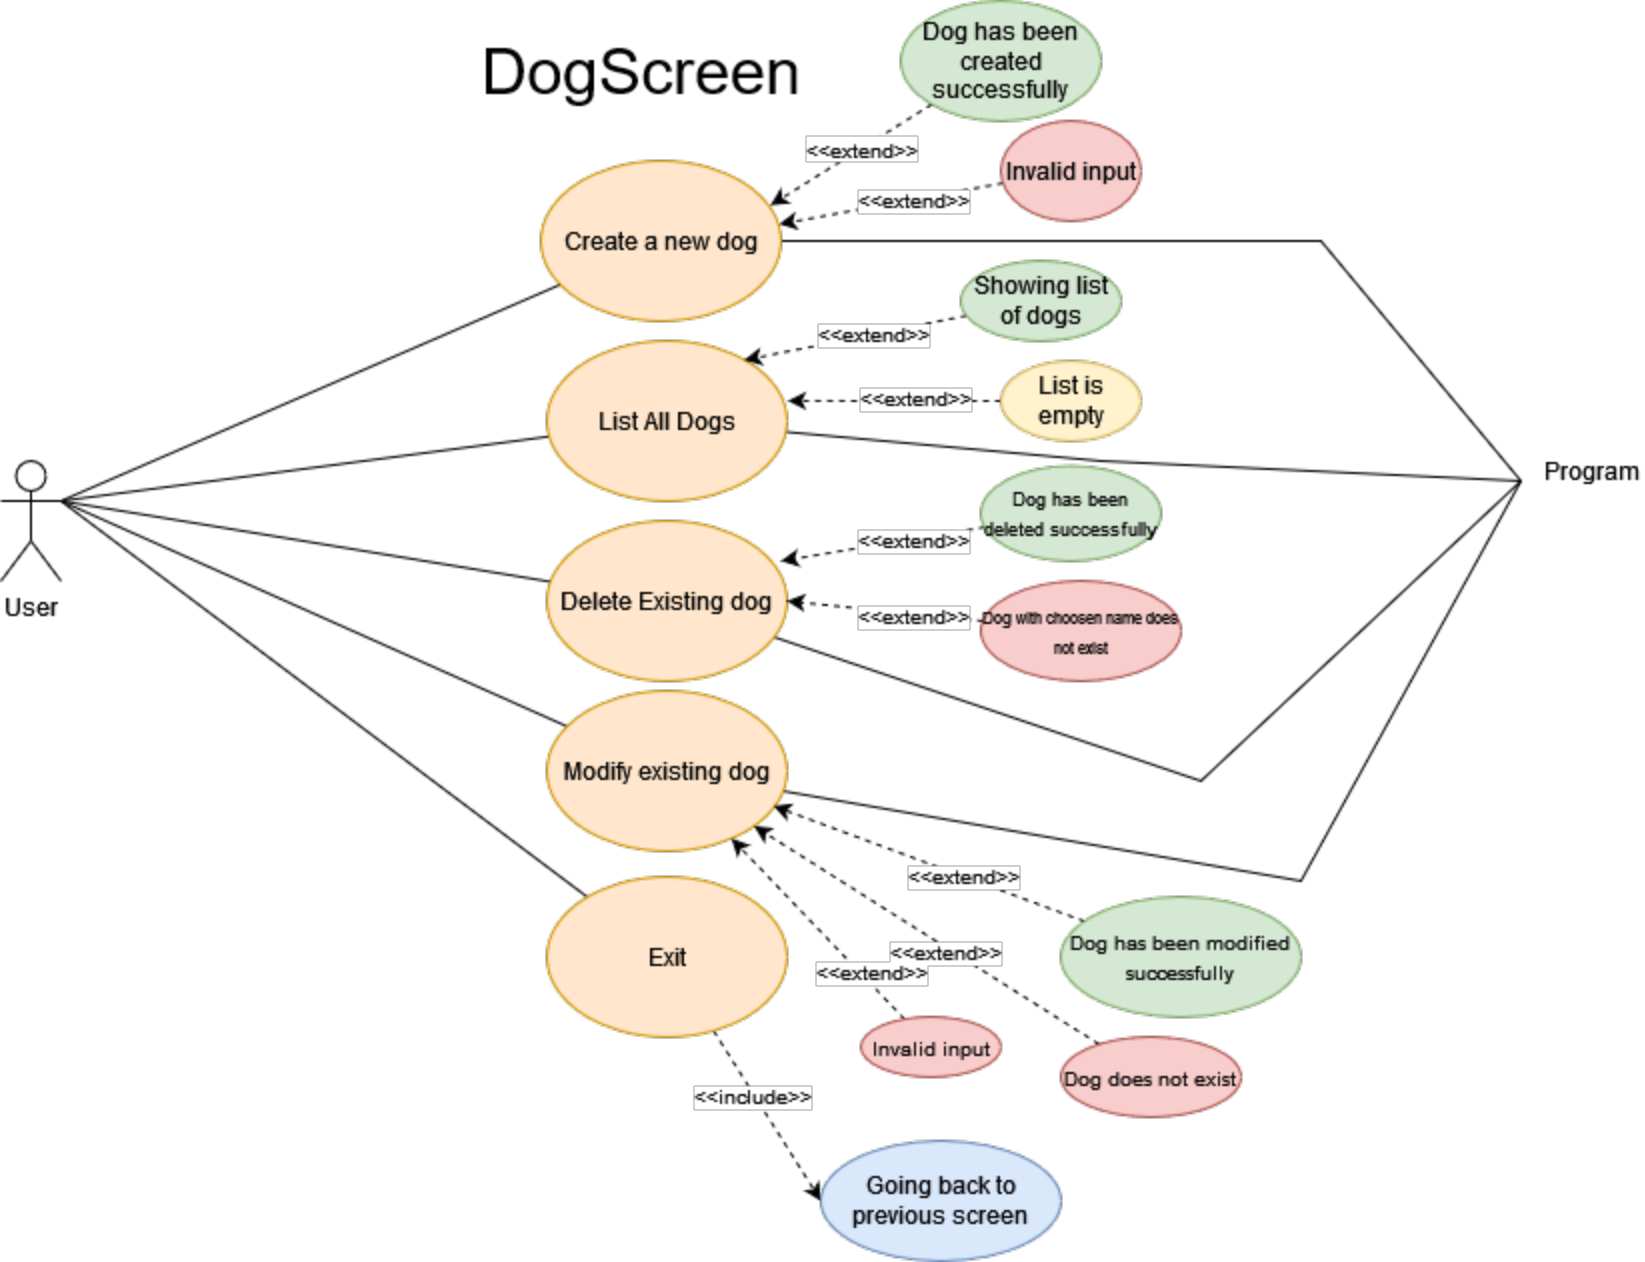 DogScreen
Dog has been
created
successfully
<<extend>>
Invalid input
<<extend>>
Create a new dog
Showing list
of dogs
<<extend>>
List is
empty
<<extend>>
List All Dogs
Program
Dog has been
deleted successfully
<<extend>>
Delete Existing dog
Dog with choosen name does
not exist
<<extend>>
User
Modify existing dog
<<extend>>
Dog has been modified
successfully
<<extend>>
<<extend>>
Exit
Invalid input
Dog does not exist
<<include>>
Going back to
previous screen